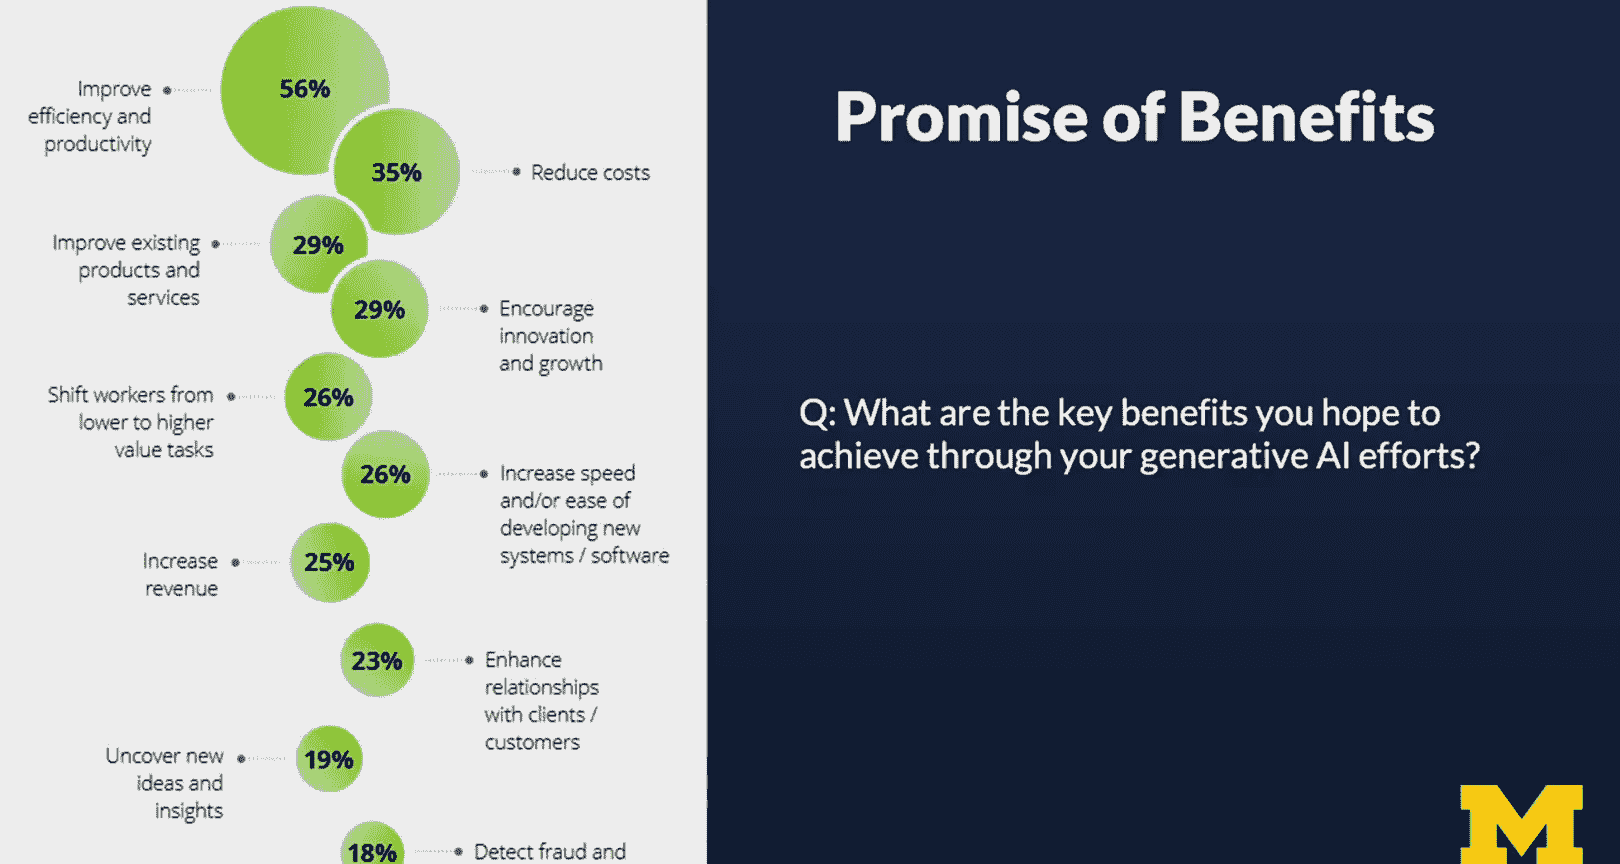 56%
Improve
efficiency and
productivity
35%
Reduce costs
29%
Improve existing
products and
services
29%
Encourage
innovation
and growth
26%
Shift workers from
lower to higher
value tasks
26%
Increase speed
and/or ease of
developing new
systems / software
25%
Increase
revenue
23%
Enhance
relationships
with clients /
customers
19%
Uncover new
ideas and
insights
18%
Detect fraud and
Promise of Benefits
Q: What are the key benefits you hope to
achieve through your generative AI efforts?
M